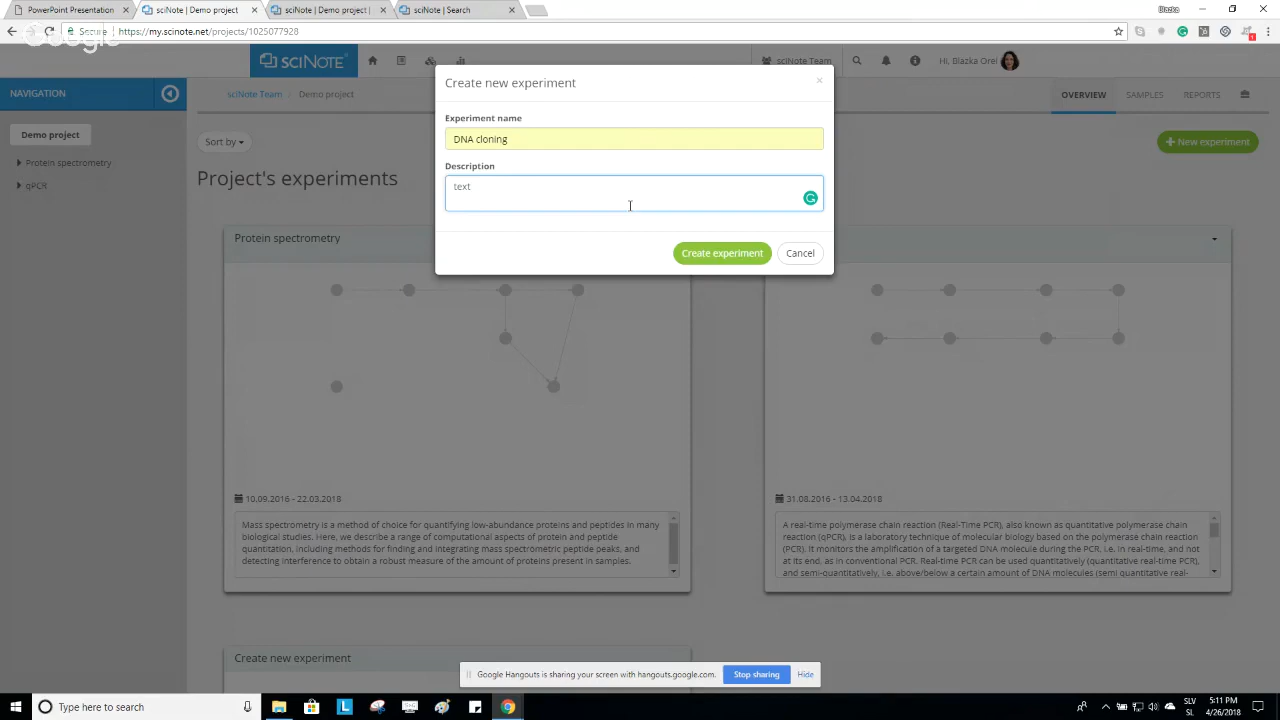 PowerPoint Presentation
sciNote | Demo project
sciNote | Demo project |
sciNote | Search
Blazka
Secure
https://my.scinote.net/projects/1025077928
Google
sciNOTE
sciNote Team
Hi, Blazka Orel
NAVIGATION
sciNote Team / Demo project
OVERVIEW
SAMPLES
REPORTS
Demo project
Protein spectrometry
qPCR
Sort by
+ New experiment
Project's experiments
Create new experiment
×
Experiment name
DNA cloning
Description
text
Create experiment
Cancel
Protein spectrometry
10.09.2016 - 22.03.2018
Mass spectrometry is a method of choice for quantifying low-abundance proteins and peptides in many
biological studies. Here, we describe a range of computational aspects of protein and peptide
quantitation, including methods for finding and integrating mass spectrometric peptide peaks, and
detecting interference to obtain a robust measure of the amount of proteins present in samples.
31.08.2016 - 13.04.2018
A real-time polymerase chain reaction (Real-Time PCR), also known as quantitative polymerase chain
reaction (qPCR), is a laboratory technique of molecular biology based on the polymerase chain reaction
(PCR). It monitors the amplification of a targeted DNA molecule during the PCR, i.e. in real-time, and not
at its end, as in conventional PCR. Real-time PCR can be used quantitatively (quantitative real-time PCR),
and semi-quantitatively, i.e. above/below a certain amount of DNA molecules (semi quantitative real-
Create new experiment
Google Hangouts is sharing your screen with hangouts.google.com.
Stop sharing
Hide
Type here to search
SLV
SL
5:11 PM
4/26/2018